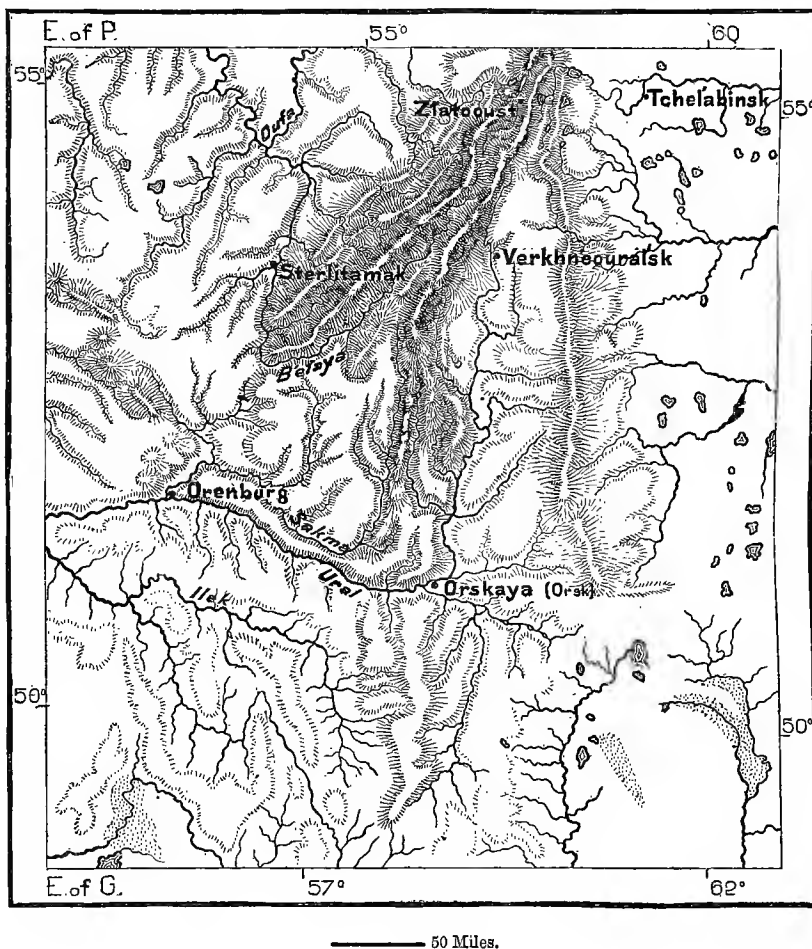 E. of P. 55° 60
55° 55°
Zlatooust Tchelabinsk
Oufa
Sterlitamak Verkhneouralsk
Belaya
Orenburg
Sakma
Ural Orskaya (Orsk)
Ilek
50° 50°
E. of G. 57° 62°
50 Miles.